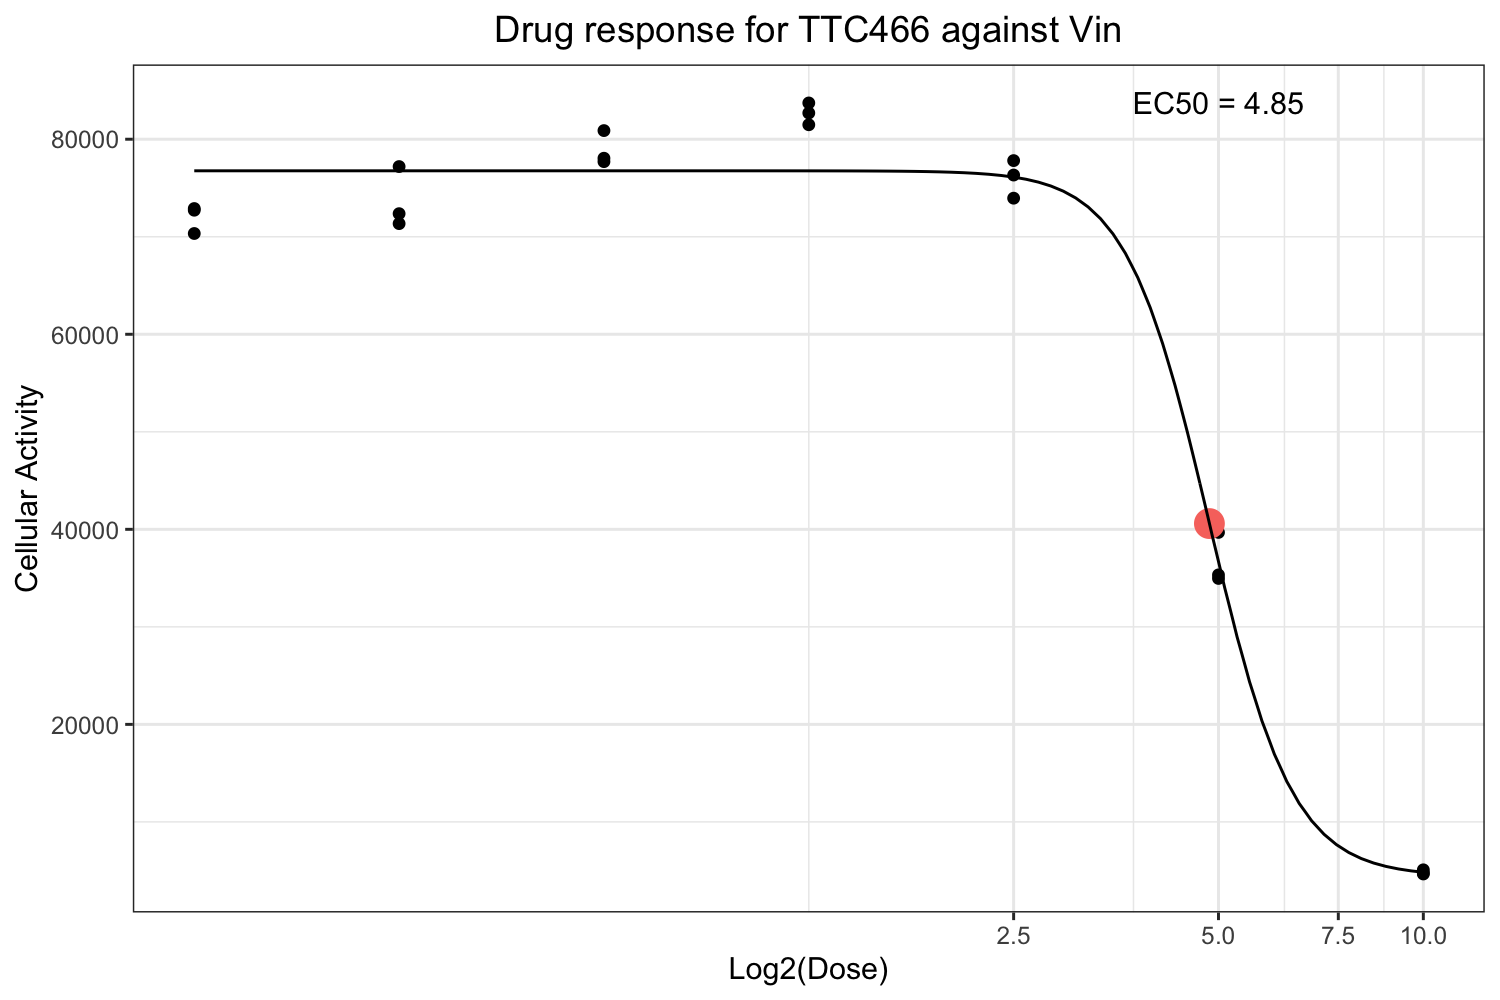 Drug response for TTC466 against Vin
EC50 = 4.85
Cellular Activity
80000
60000
40000
20000
2.5 5.0 7.5 10.0
Log2(Dose)